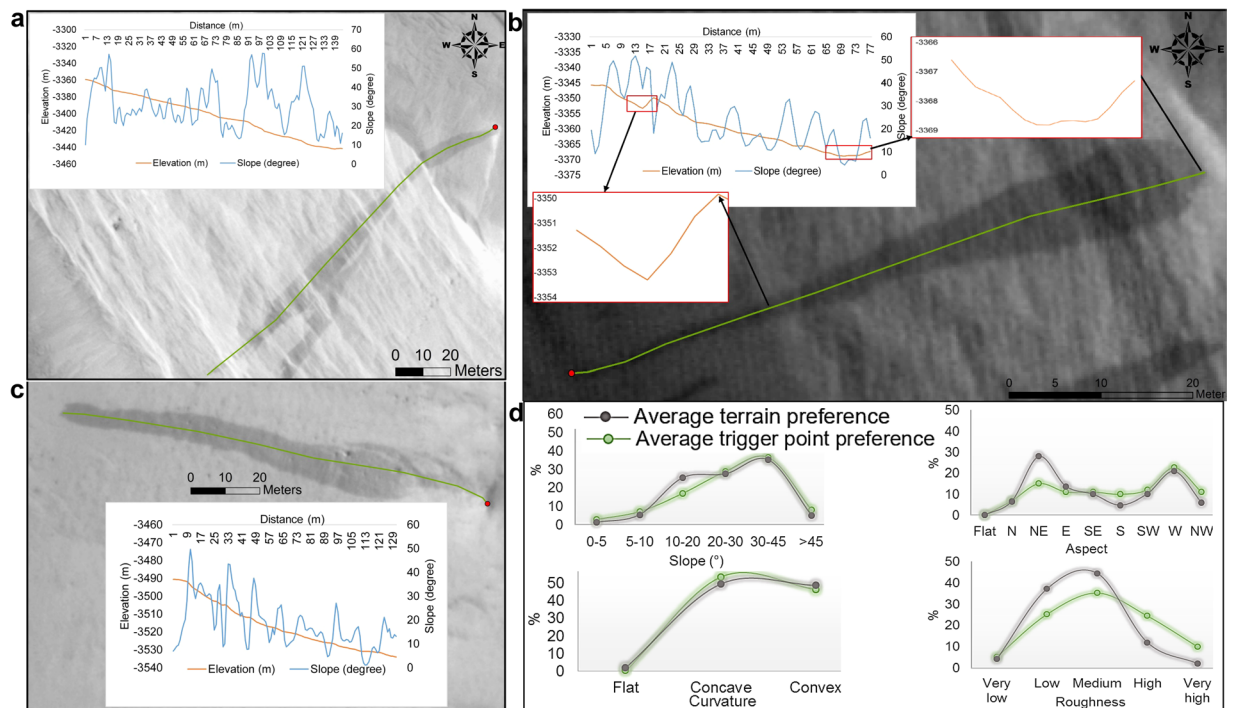 a
Distance (m)
1 7 13 19 25 31 37 43 49 55 61 67 73 79 85 91 97 103 109 115 121 127 133 139
-3300
-3320
-3340
-3360
-3380
-3400
-3420
-3440
-3460
Elevation (m)
70
60
50
40
30
20
10
0
Slope (degree)
Elevation (m) Slope (degree)
N
W E
S
0 10 20
Meters
b
Distance (m)
1 5 9 13 17 21 25 29 33 37 41 45 49 53 57 61 65 69 73 77
-3330
-3335
-3340
-3345
-3350
-3355
-3360
-3365
-3370
-3375
Elevation (m)
60
50
40
30
20
10
0
Slope (degree)
Elevation (m) Slope (degree)
-3366
-3367
-3368
-3369
-3350
-3351
-3352
-3353
-3354
N
W E
S
0 5 10 20
Meter
c
0 10 20
Meters
Distance (m)
1 9 17 25 33 41 49 57 65 73 81 89 97 105 113 121 129
-3460
-3470
-3480
-3490
-3500
-3510
-3520
-3530
-3540
Elevation (m)
60
50
40
30
20
10
0
Slope (degree)
Elevation (m) Slope (degree)
d
Average terrain preference
Average trigger point preference
60
50
40
30
20
10
0
%
0-5 5-10 10-20 20-30 30-45 >45
Slope (°)
50
40
30
20
10
0
%
Flat N NE E SE S SW W NW
Aspect
50
40
30
20
10
0
%
Flat Concave Convex
Curvature
50
40
30
20
10
0
%
Very low Low Medium High Very high
Roughness